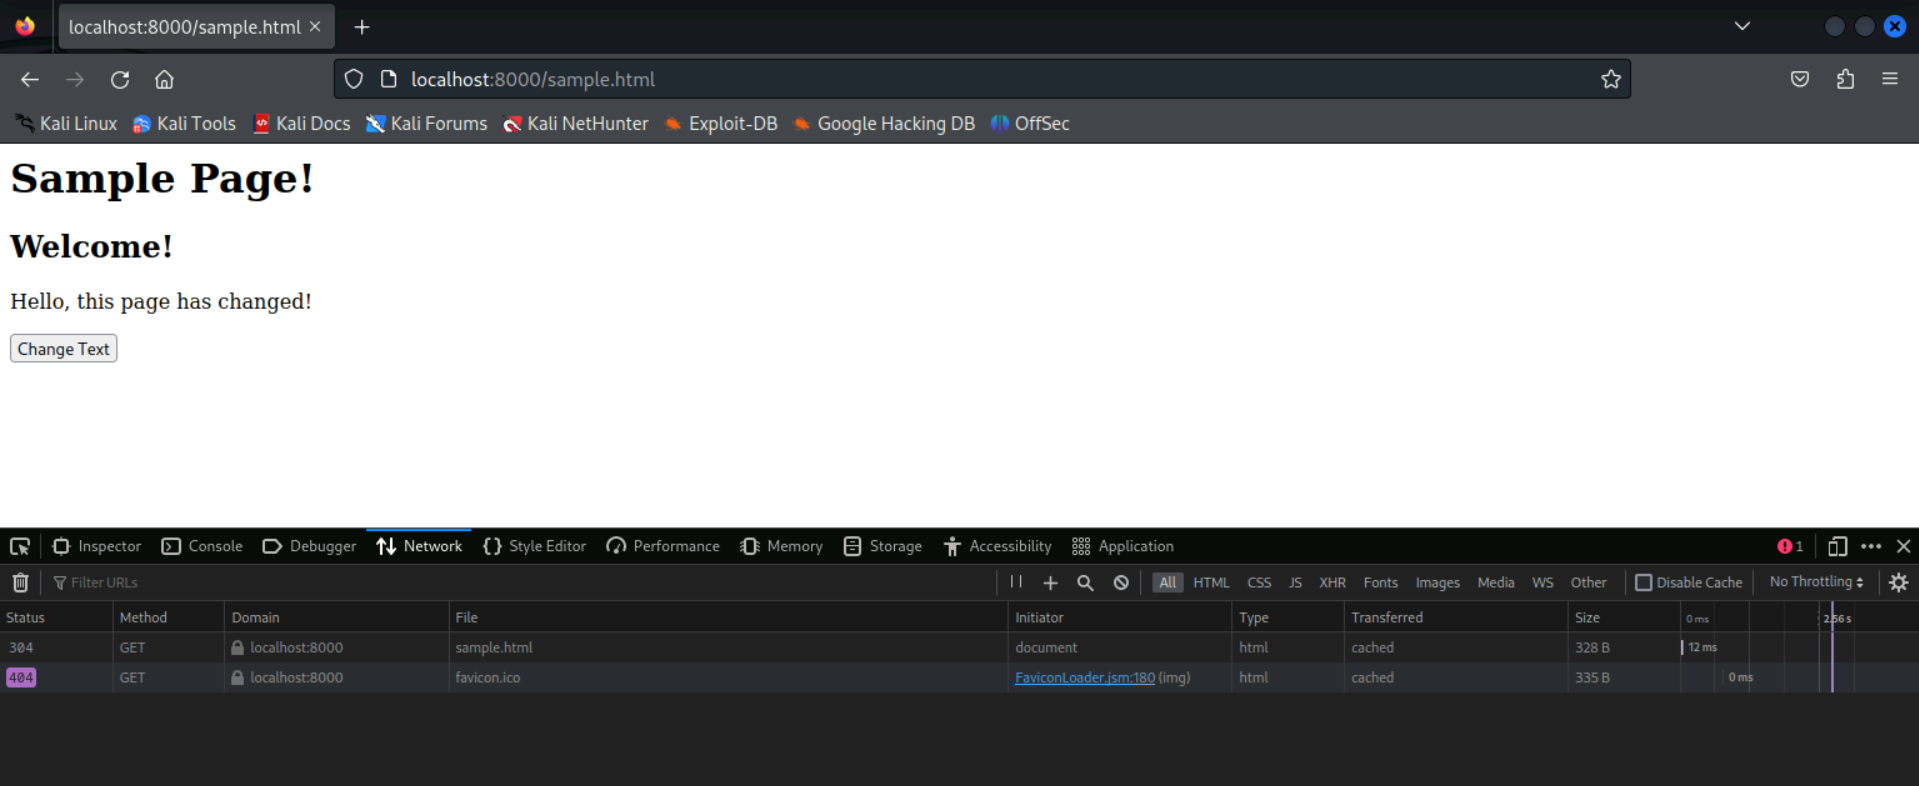 localhost:8000/sample.html
localhost:8000/sample.html
Kali Linux Kali Tools Kali Docs Kali Forums Kali NetHunter Exploit-DB Google Hacking DB OffSec
Sample Page!
Welcome!
Hello, this page has changed!
Change Text
Inspector Console Debugger Network Style Editor Performance Memory Storage Accessibility Application 1
Filter URLs All HTML CSS JS XHR Fonts Images Media WS Other Disable Cache No Throttling
Status Method Domain File Initiator Type Transferred Size 0 ms 2.56 s
304 GET localhost:8000 sample.html document html cached 328 B 12 ms
404 GET localhost:8000 favicon.ico FaviconLoader.jsm:180 (img) html cached 335 B 0 ms